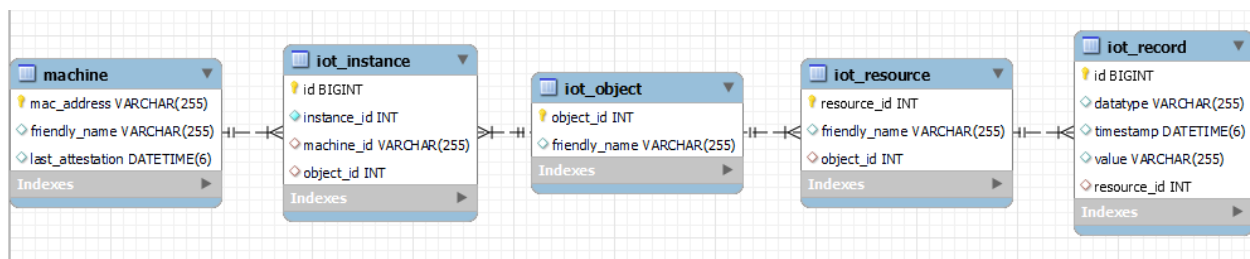 machine
mac_address VARCHAR(255)
friendly_name VARCHAR(255)
last_attestation DATETIME(6)
Indexes
iot_instance
id BIGINT
instance_id INT
machine_id VARCHAR(255)
object_id INT
Indexes
iot_object
object_id INT
friendly_name VARCHAR(255)
Indexes
iot_resource
resource_id INT
friendly_name VARCHAR(255)
object_id INT
Indexes
iot_record
id BIGINT
datatype VARCHAR(255)
timestamp DATETIME(6)
value VARCHAR(255)
resource_id INT
Indexes